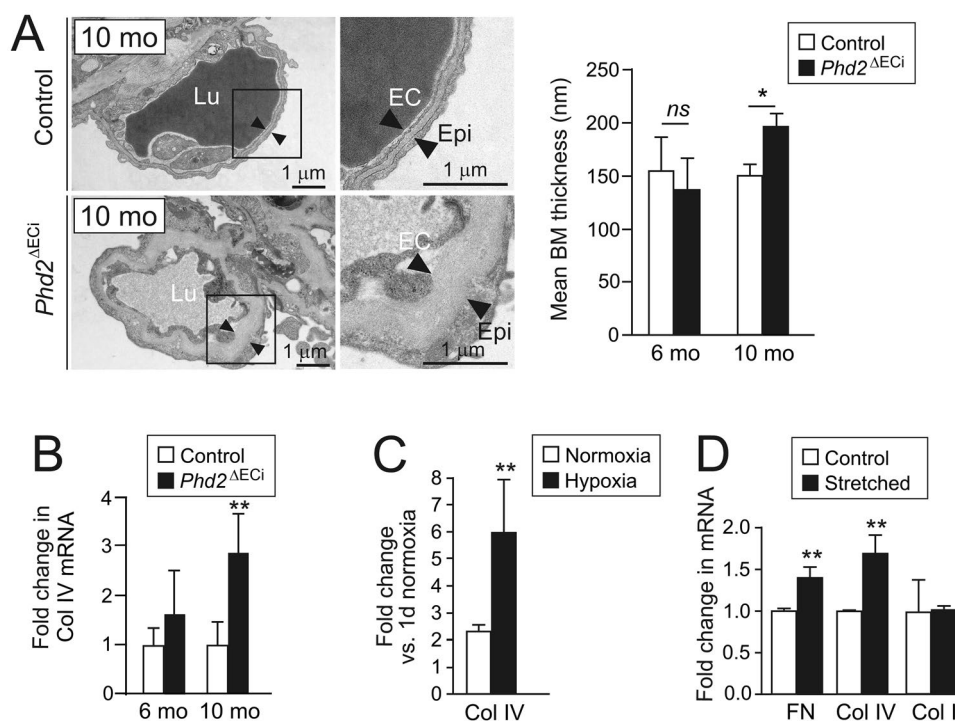 A
Control
10 mo
Lu
1 μm
EC
Epi
1 μm
Phd2ΔECi
10 mo
Lu
1 μm
EC
Epi
1 μm
Control
Phd2ΔECi
Mean BM thickness (nm)
250
200
150
100
50
0
ns
*
6 mo
10 mo
B
Control
Phd2ΔECi
Fold change in
Col IV mRNA
4
3
2
1
0
**
6 mo
10 mo
C
Normoxia
Hypoxia
Fold change
vs. 1d normoxia
9
8
7
6
5
4
3
2
1
0
**
Col IV
D
Control
Stretched
Fold change in mRNA
2.0
1.5
1.0
0.5
0.0
**
**
FN
Col IV
Col I